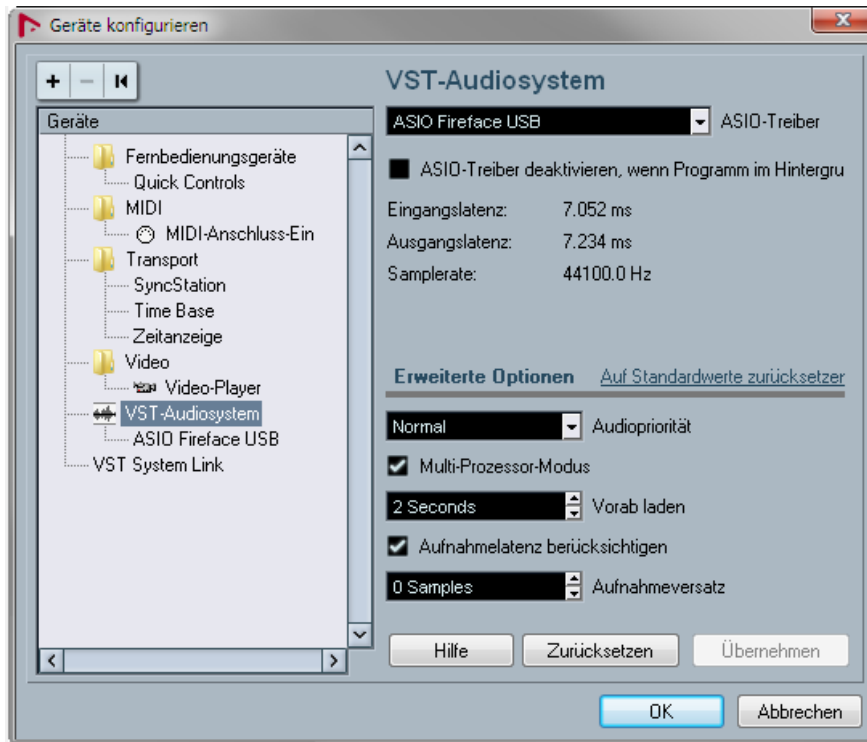 Geräte konfigurieren
Geräte
Fernbedienungsgeräte
Quick Controls
MIDI
MIDI-Anschluss-Ein
Transport
SyncStation
Time Base
Zeitanzeige
Video
Video-Player
VST-Audiosystem
ASIO Fireface USB
VST System Link
VST-Audiosystem
ASIO Fireface USB ASIO-Treiber
ASIO-Treiber deaktivieren, wenn Programm im Hintergru
Eingangslatenz: 7.052 ms
Ausgangslatenz: 7.234 ms
Samplerate: 44100.0 Hz
Erweiterte Optionen Auf Standardwerte zurücksetzer
Normal Audiopriorität
Multi-Prozessor-Modus
2 Seconds Vorab laden
Aufnahmelatenz berücksichtigen
0 Samples Aufnahmeversatz
Hilfe Zurücksetzen Übernehmen
OK Abbrechen